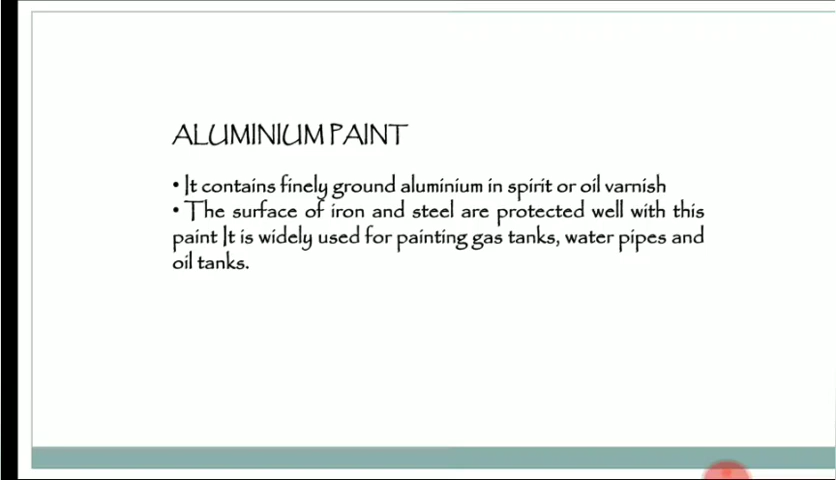 ALUMINIUM PAINT
• It contains finely ground aluminium in spirit or oil varnish
• The surface of iron and steel are protected well with this
paint It is widely used for painting gas tanks, water pipes and
oil tanks.